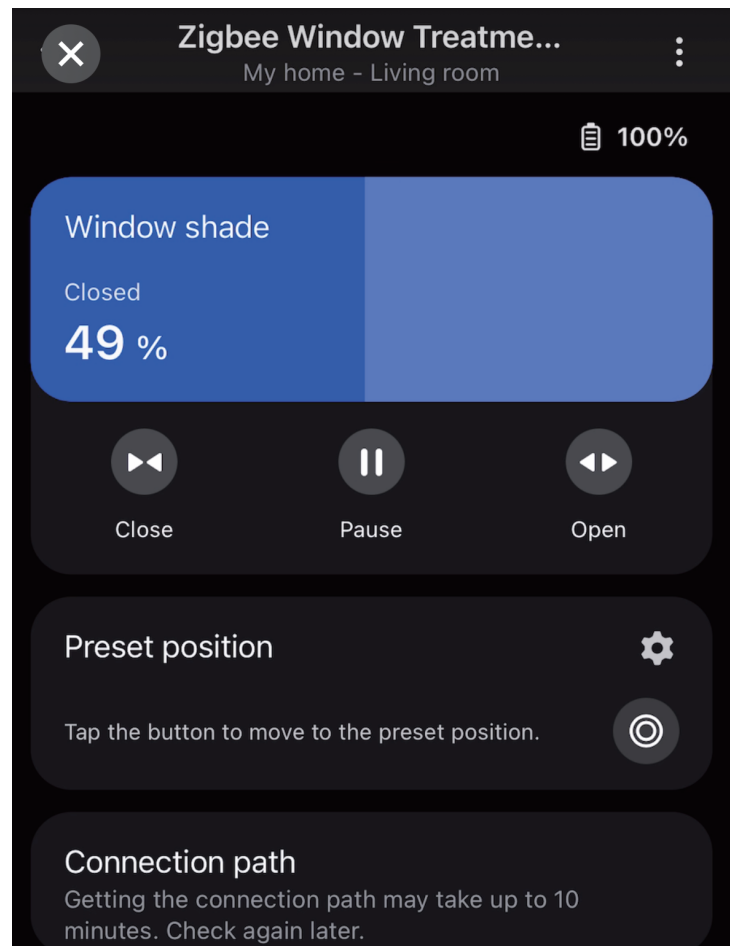 Zigbee Window Treatme...
My home - Living room
100%
Window shade
Closed
49 %
Close
Pause
Open
Preset position
Tap the button to move to the preset position.
Connection path
Getting the connection path may take up to 10
minutes. Check again later.